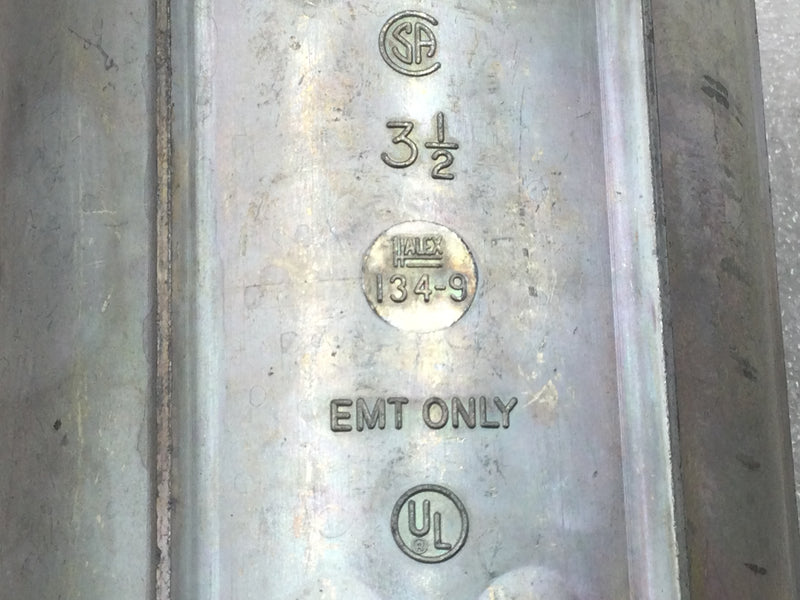 CSA
3 1/2
HALEX
134-9
EMT ONLY
UL
®